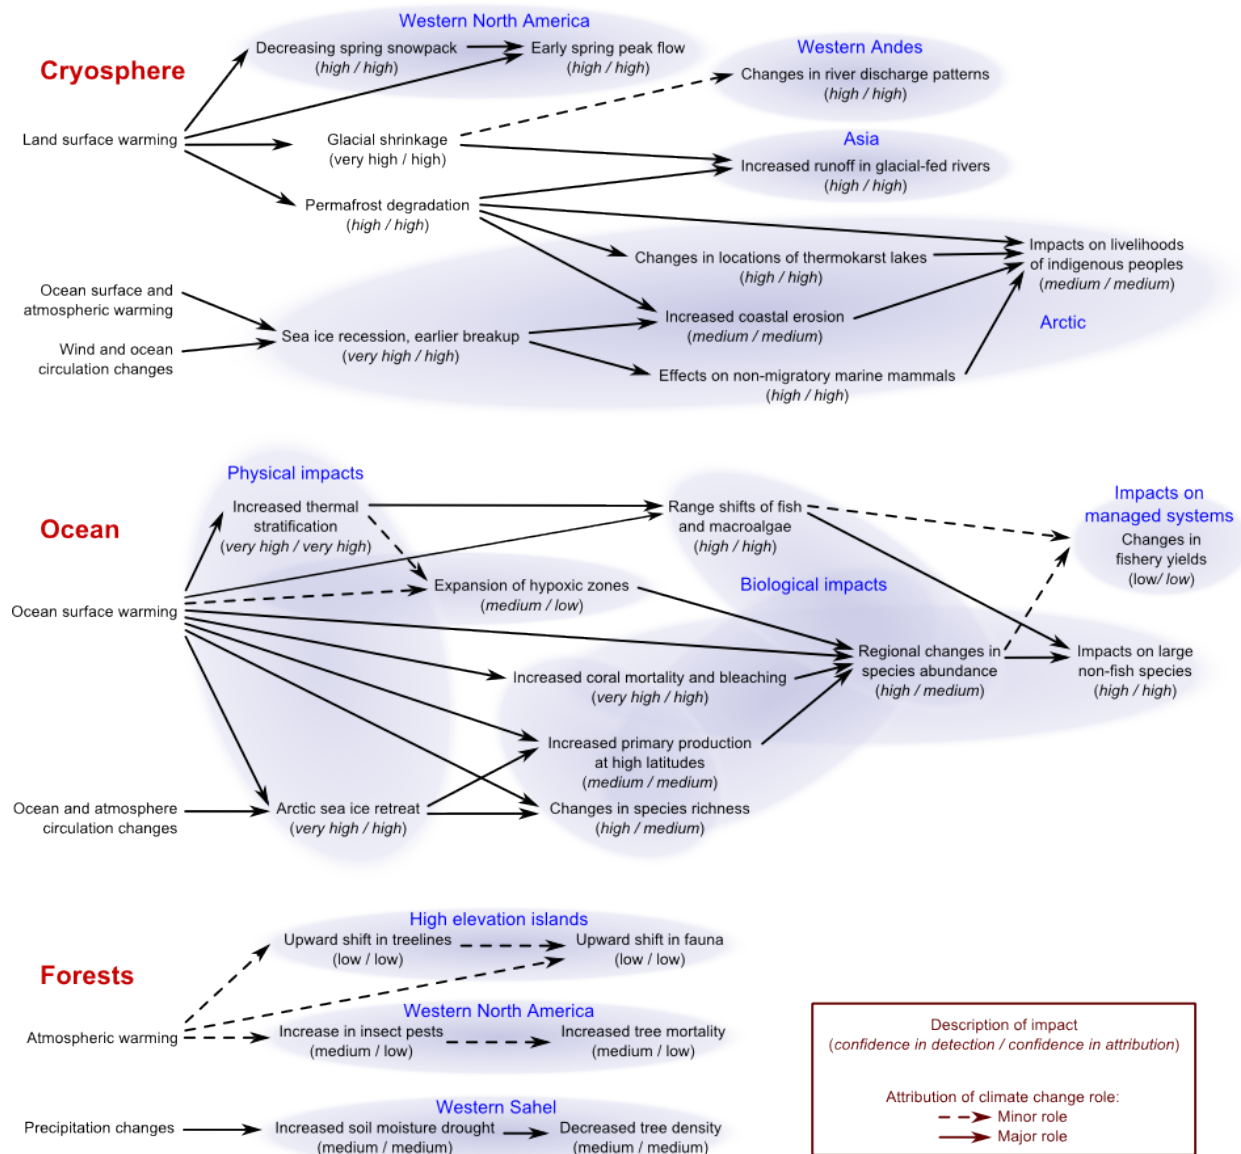 Cryosphere
Western North America
Decreasing spring snowpack
(high / high)
Early spring peak flow
(high / high)
Western Andes
Changes in river discharge patterns
(high / high)
Land surface warming
Glacial shrinkage
(very high / high)
Asia
Increased runoff in glacial-fed rivers
(high / high)
Permafrost degradation
(high / high)
Changes in locations of thermokarst lakes
(high / high)
Impacts on livelihoods
of indigenous peoples
(medium / medium)
Ocean surface and
atmospheric warming
Wind and ocean
circulation changes
Sea ice recession, earlier breakup
(very high / high)
Increased coastal erosion
(medium / medium)
Arctic
Effects on non-migratory marine mammals
(high / high)
Ocean
Physical impacts
Increased thermal
stratification
(very high / very high)
Range shifts of fish
and macroalgae
(high / high)
Impacts on
managed systems
Changes in
fishery yields
(low/ low)
Ocean surface warming
Expansion of hypoxic zones
(medium / low)
Biological impacts
Regional changes in
species abundance
(high / medium)
Impacts on large
non-fish species
(high / high)
Increased coral mortality and bleaching
(very high / high)
Increased primary production
at high latitudes
(medium / medium)
Ocean and atmosphere
circulation changes
Arctic sea ice retreat
(very high / high)
Changes in species richness
(high / medium)
Forests
High elevation islands
Upward shift in treelines
(low / low)
Upward shift in fauna
(low / low)
Atmospheric warming
Western North America
Increase in insect pests
(medium / low)
Increased tree mortality
(medium / low)
Precipitation changes
Western Sahel
Increased soil moisture drought
(medium / medium)
Decreased tree density
(medium / medium)
Description of impact
(confidence in detection / confidence in attribution)
Attribution of climate change role:
Minor role
Major role